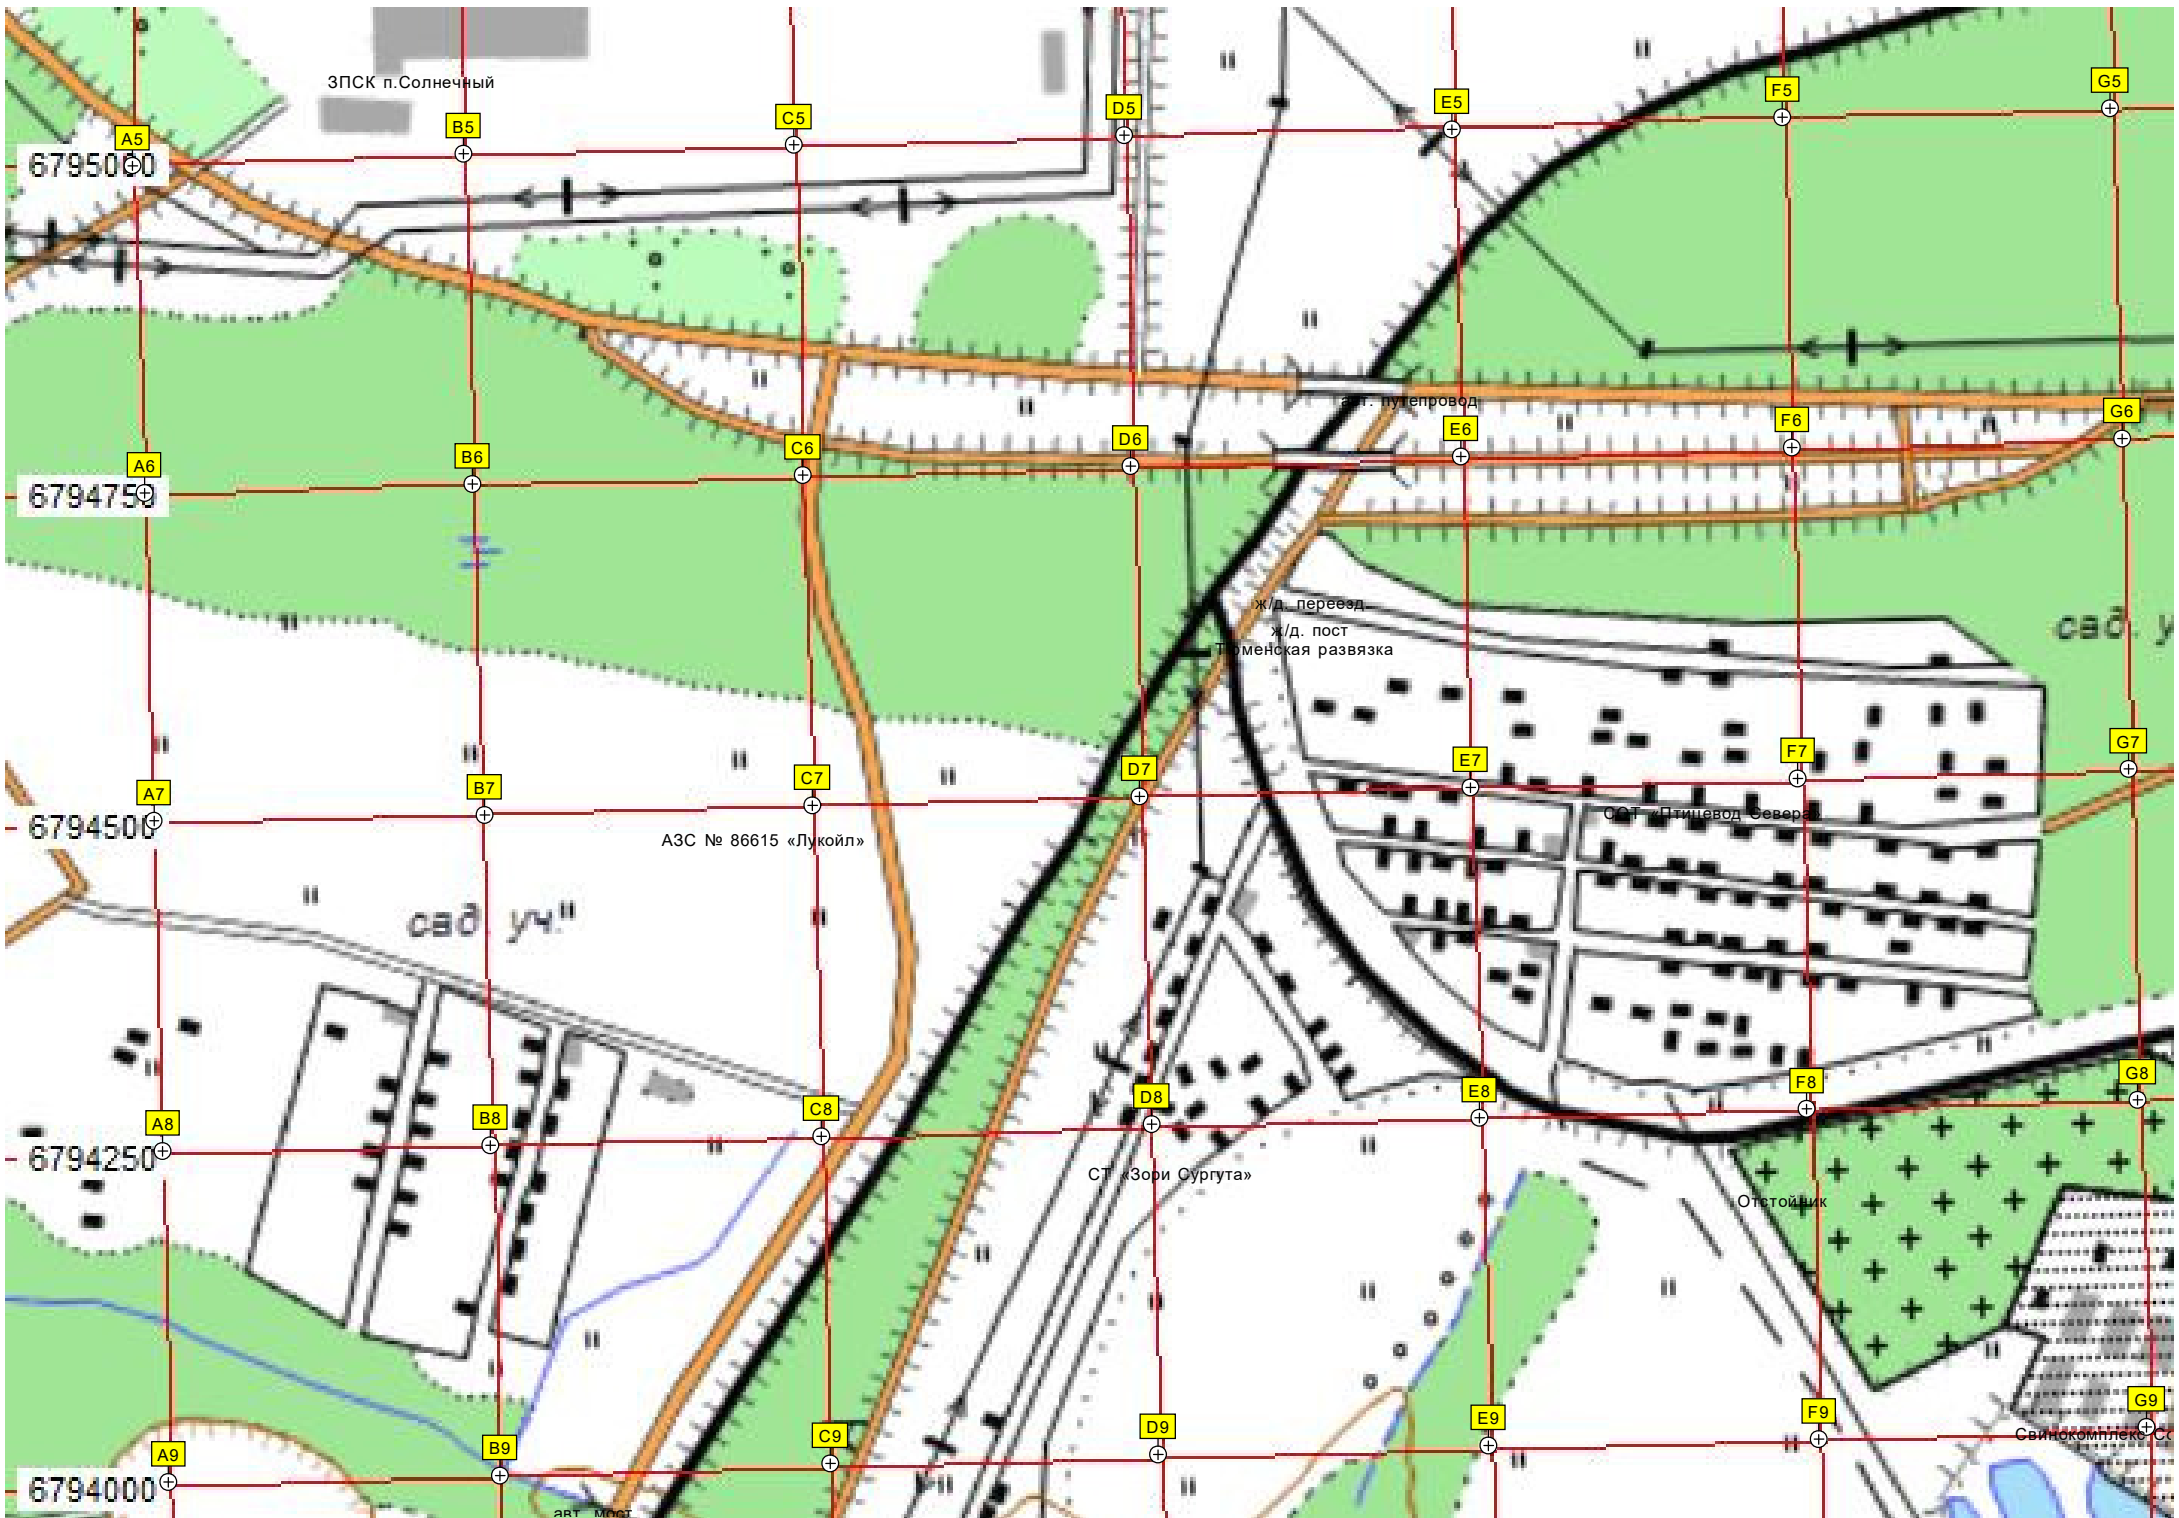 ЗПСК п.Солнечный
A5
B5
C5
D5
E5
F5
G5
6795000
авт. путепровод
A6
B6
C6
D6
E6
F6
G6
6794750
ж/д. переезд
ж/д. пост
Тюменская развязка
сад. у
A7
B7
C7
D7
E7
F7
G7
6794500
АЗС № 86615 «Лукойл»
СОТ «Птицевод Севера»
сад уч.
A8
B8
C8
D8
E8
F8
G8
6794250
СТ «Зори Сургута»
Отстойник
A9
B9
C9
D9
E9
F9
G9
Свинокомплекс Со
6794000
авт. мост